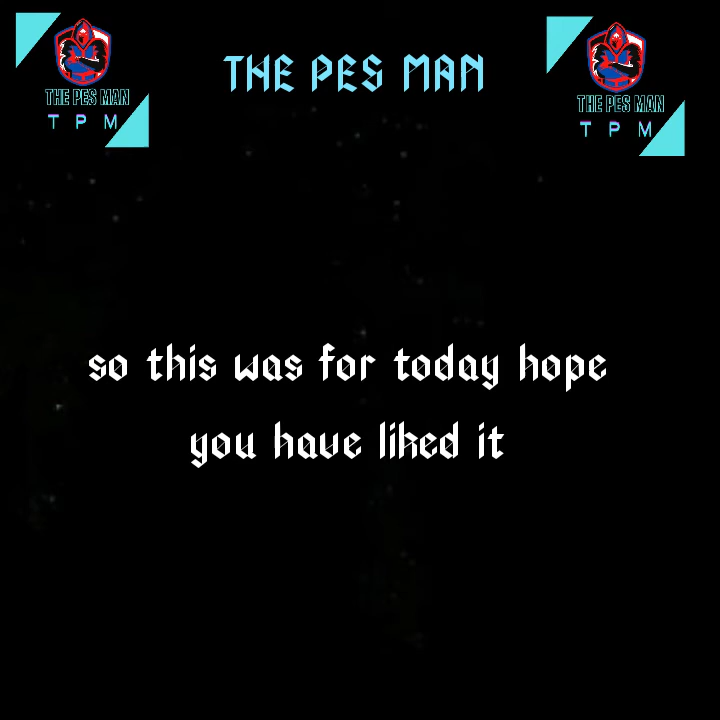 THE PES MAN
THE PES MAN
T P M
THE PES MAN
T P M
so this was for today hope
you have liked it